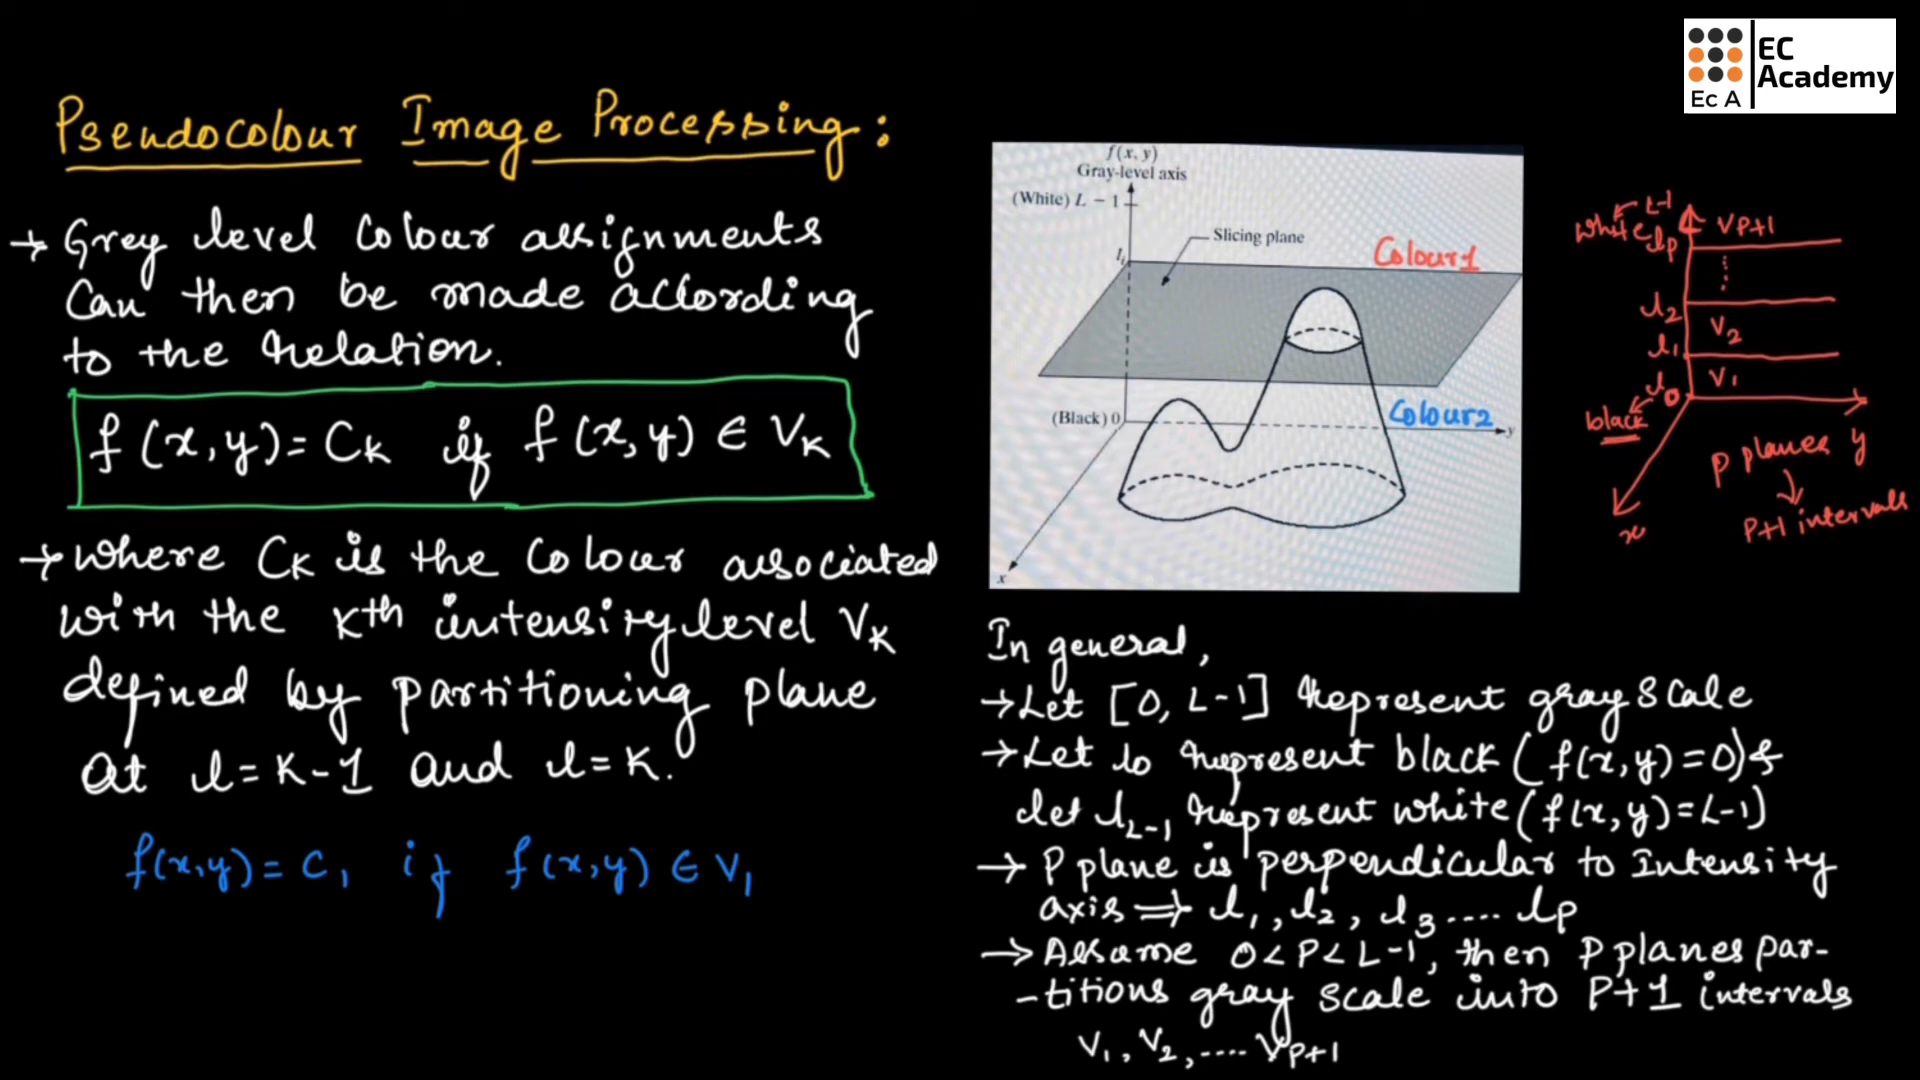 EC
Academy
Ec A
Pseudocolour Image Processing :
→ Grey level Colour assignments
Can then be made according
to the relation.
f (x, y) = CK if f (x, y) ∈ VK
→ where CK is the Colour associated
with the Kth intensity level VK
defined by partitioning plane
at l = K-1 and l = K.
f(x,y) = C1 if f(x,y) ∈ V1
f(x, y)
Gray-level axis
(White) L − 1
Slicing plane
li
Colour1
(Black) 0
Colour2
y
x
L-1
White
lp
VP+1
l2
V2
l1
V1
l0
black
y
x
P planes
P+1 intervals
In general,
→ Let [0, L-1] represent gray scale
→ Let lo represent black (f(x,y) = 0) &
let lL-1 represent white (f(x,y) = L-1)
→ P plane is perpendicular to Intensity
axis ⇒ l1, l2, l3 .... lp
→ Assume 0 < P < L-1, then P planes par-
-titions gray scale into P+1 intervals
V1, V2, .... VP+1